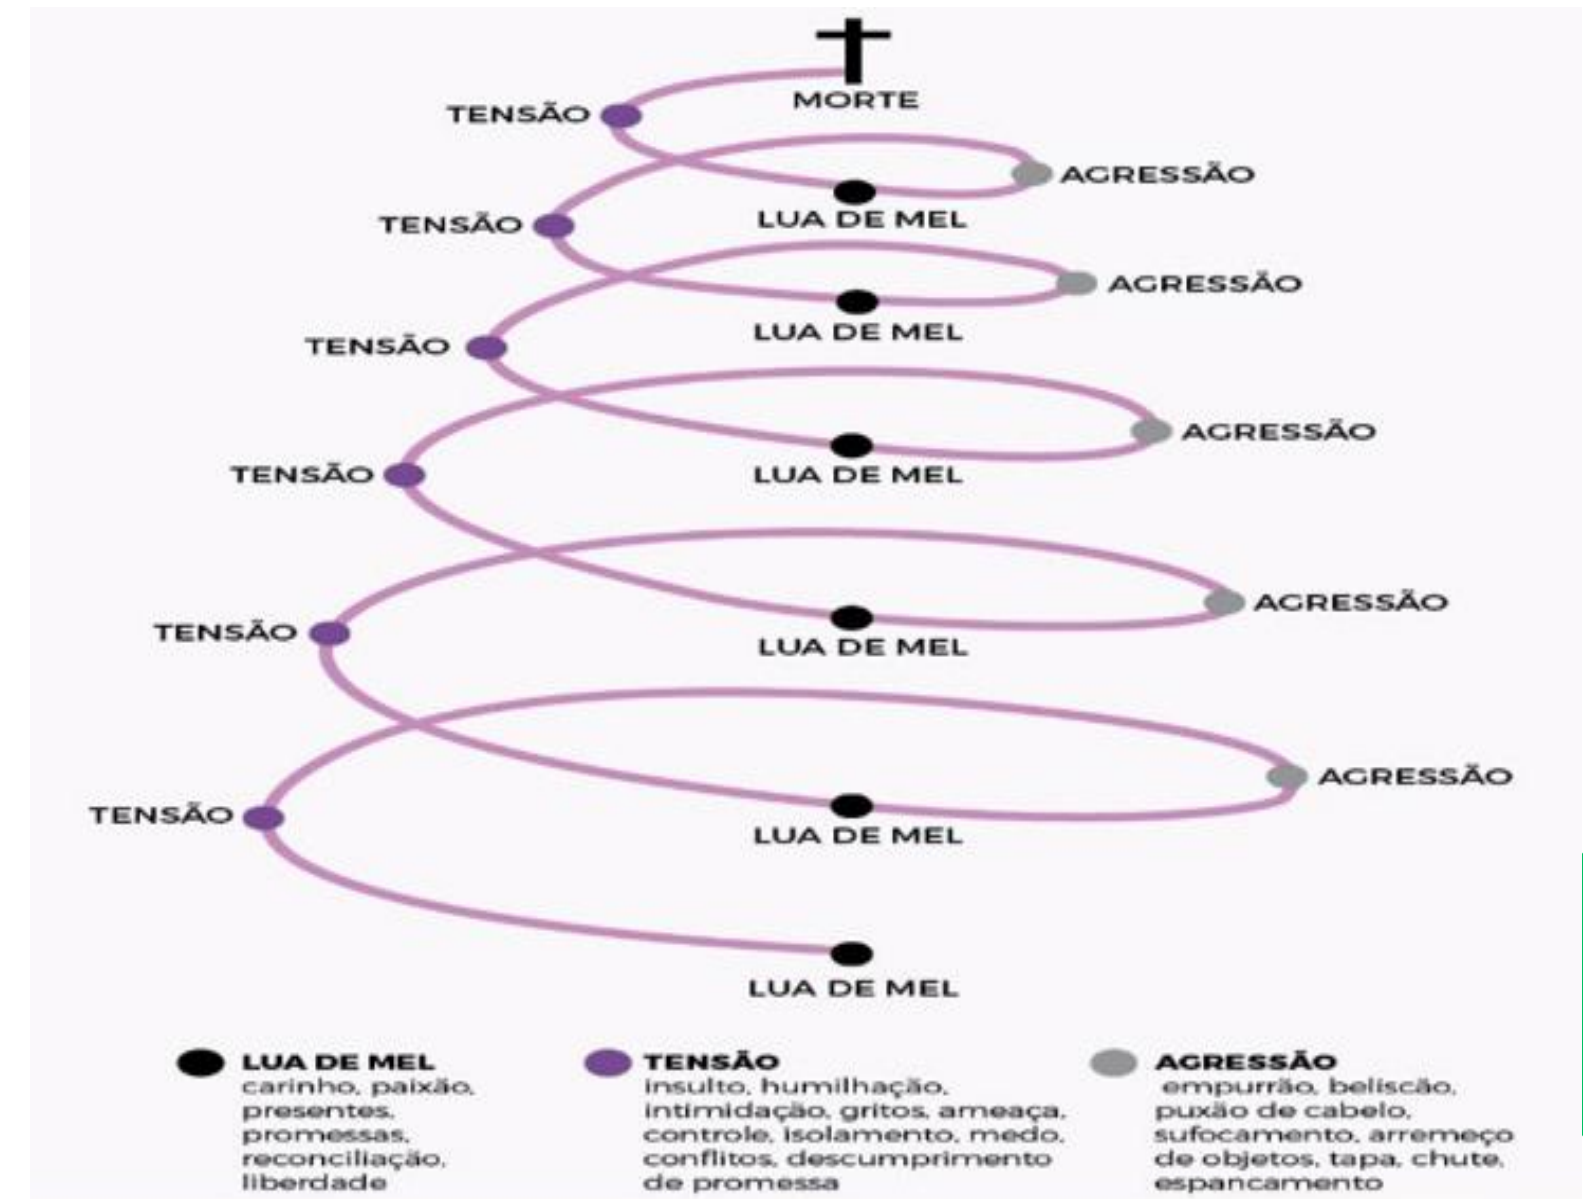 MORTE
TENSÃO
AGRESSÃO
LUA DE MEL
TENSÃO
AGRESSÃO
LUA DE MEL
TENSÃO
AGRESSÃO
LUA DE MEL
TENSÃO
AGRESSÃO
LUA DE MEL
TENSÃO
AGRESSÃO
LUA DE MEL
TENSÃO
LUA DE MEL
LUA DE MEL
carinho, paixão,
presentes,
promessas,
reconciliação,
liberdade
TENSÃO
insulto, humilhação,
intimidação, gritos, ameaça,
controle, isolamento, medo,
conflitos, descumprimento
de promessa
AGRESSÃO
empurrão, beliscão,
puxão de cabelo,
sufocamento, arremeço
de objetos, tapa, chute,
espancamento